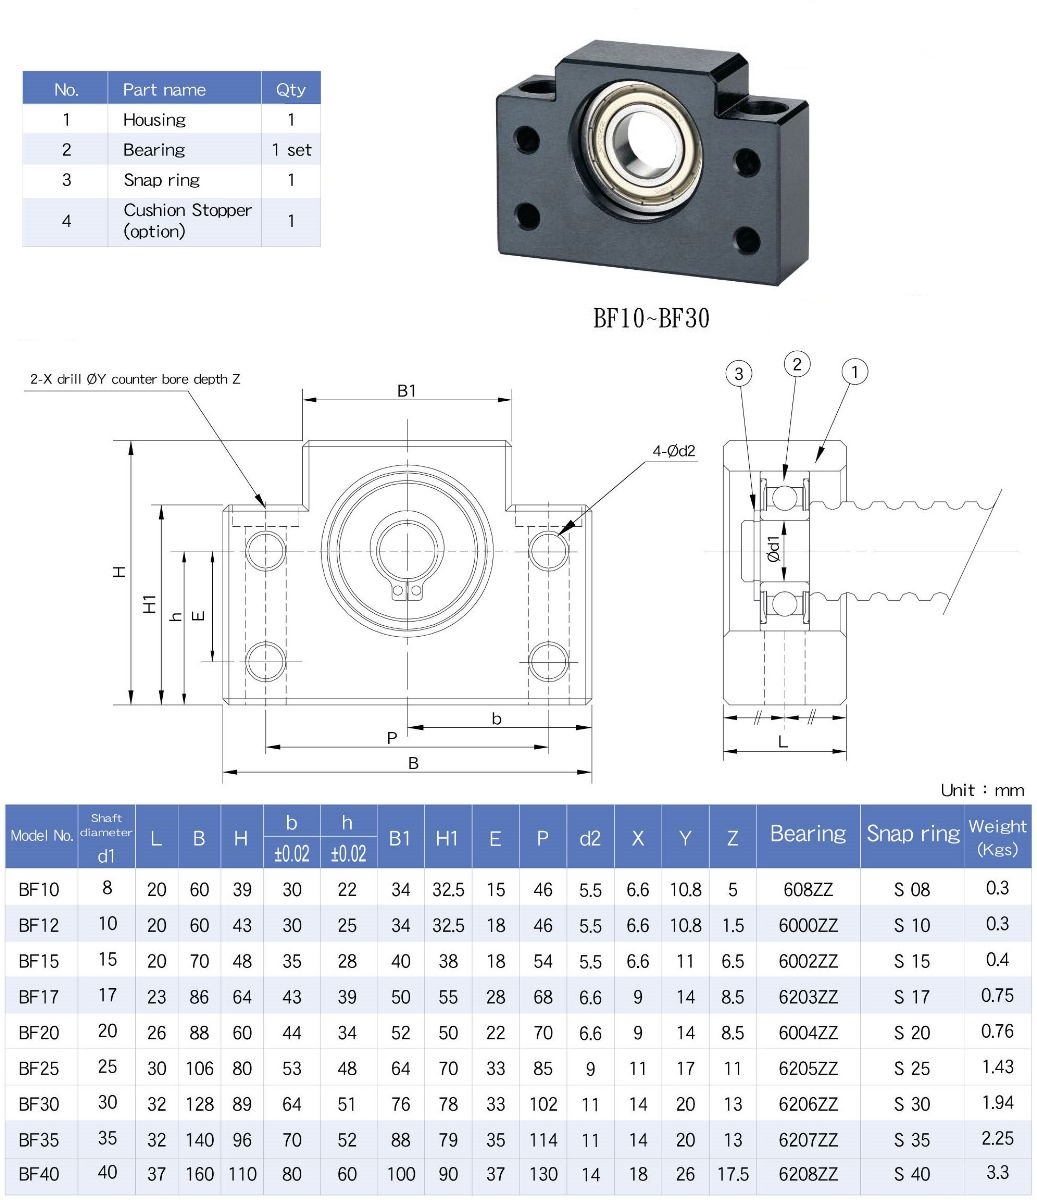 No. Part name Qty
1 Housing 1
2 Bearing 1 set
3 Snap ring 1
4 Cushion Stopper (option) 1
BF10~BF30
2-X drill ØY counter bore depth Z
B1
4-Ød2
H
H1
h
E
b
P
B
3
2
1
Ød1
L
Unit : mm
Model No. Shaft diameter d1 L B H b ±0.02 h ±0.02 B1 H1 E P d2 X Y Z Bearing Snap ring Weight (Kgs)
BF10 8 20 60 39 30 22 34 32.5 15 46 5.5 6.6 10.8 5 608ZZ S 08 0.3
BF12 10 20 60 43 30 25 34 32.5 18 46 5.5 6.6 10.8 1.5 6000ZZ S 10 0.3
BF15 15 20 70 48 35 28 40 38 18 54 5.5 6.6 11 6.5 6002ZZ S 15 0.4
BF17 17 23 86 64 43 39 50 55 28 68 6.6 9 14 8.5 6203ZZ S 17 0.75
BF20 20 26 88 60 44 34 52 50 22 70 6.6 9 14 8.5 6004ZZ S 20 0.76
BF25 25 30 106 80 53 48 64 70 33 85 9 11 17 11 6205ZZ S 25 1.43
BF30 30 32 128 89 64 51 76 78 33 102 11 14 20 13 6206ZZ S 30 1.94
BF35 35 32 140 96 70 52 88 79 35 114 11 14 20 13 6207ZZ S 35 2.25
BF40 40 37 160 110 80 60 100 90 37 130 14 18 26 17.5 6208ZZ S 40 3.3